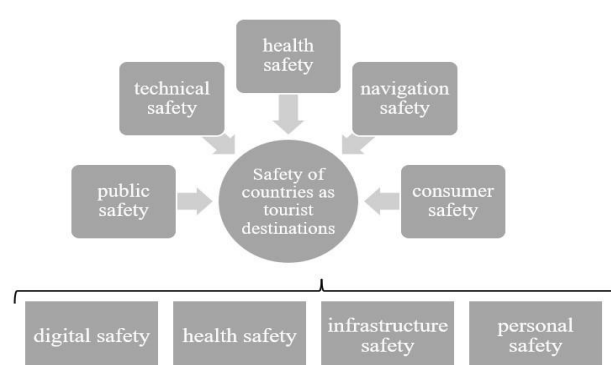 health
safety
technical
safety
navigation
safety
public
safety
Safety of
countries as
tourist
destinations
consumer
safety
digital safety
health safety
infrastructure
safety
personal
safety